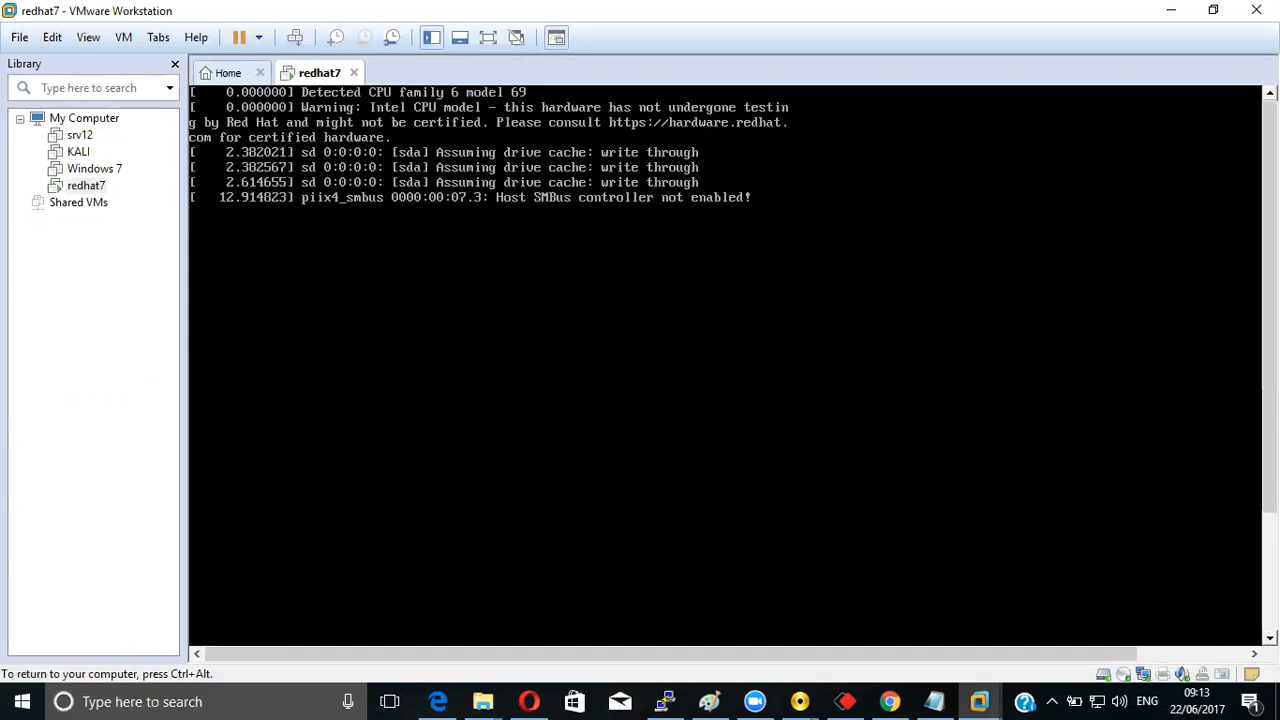 redhat7 - VMware Workstation
File Edit View VM Tabs Help
Library
Type here to search
My Computer
srv12
KALI
Windows 7
redhat7
Shared VMs
Home redhat7
[ 0.000000] Detected CPU family 6 model 69
[ 0.000000] Warning: Intel CPU model - this hardware has not undergone testin
g by Red Hat and might not be certified. Please consult https://hardware.redhat.
com for certified hardware.
[ 2.382021] sd 0:0:0:0: [sda] Assuming drive cache: write through
[ 2.382567] sd 0:0:0:0: [sda] Assuming drive cache: write through
[ 2.614655] sd 0:0:0:0: [sda] Assuming drive cache: write through
[ 12.914823] piix4_smbus 0000:00:07.3: Host SMBus controller not enabled!
To return to your computer, press Ctrl+Alt.
Type here to search
ENG
09:13
22/06/2017
1